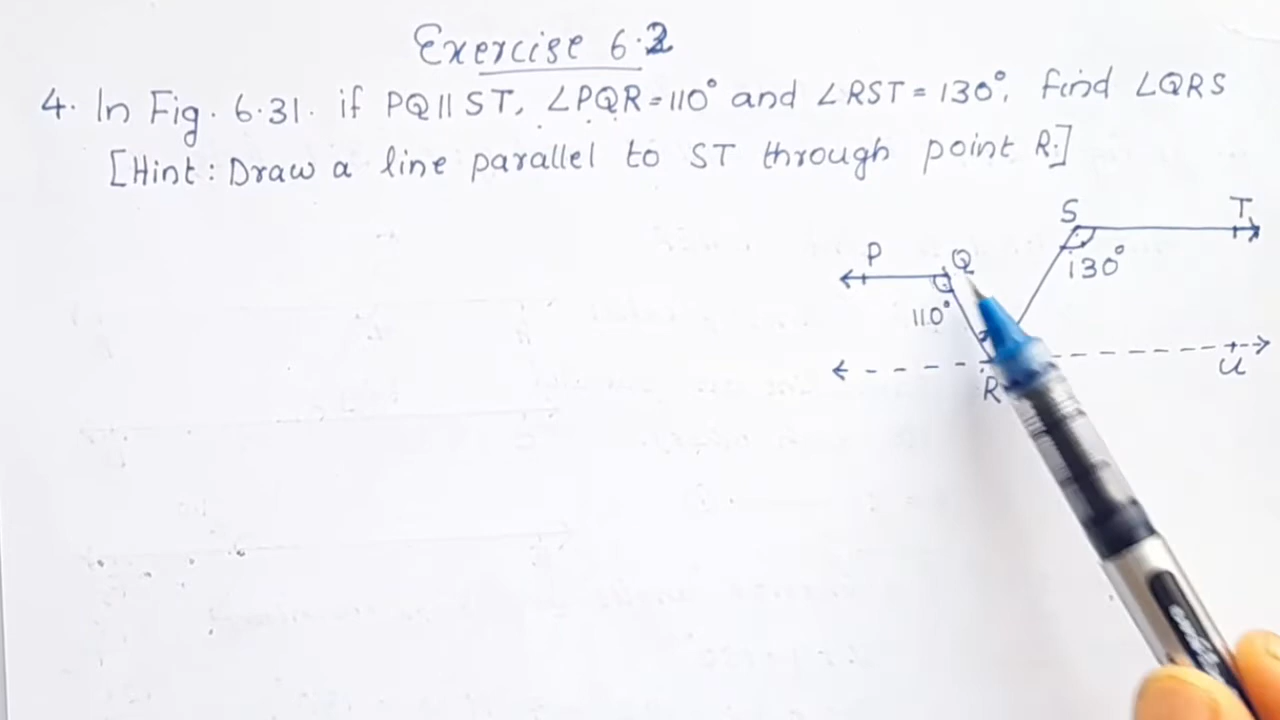 Exercise 6.2
4. In Fig. 6.31. if PQ || ST, ∠PQR = 110° and ∠RST = 130°, find ∠QRS
[Hint: Draw a line parallel to ST through point R.]
S T
P Q 130°
110°
R U